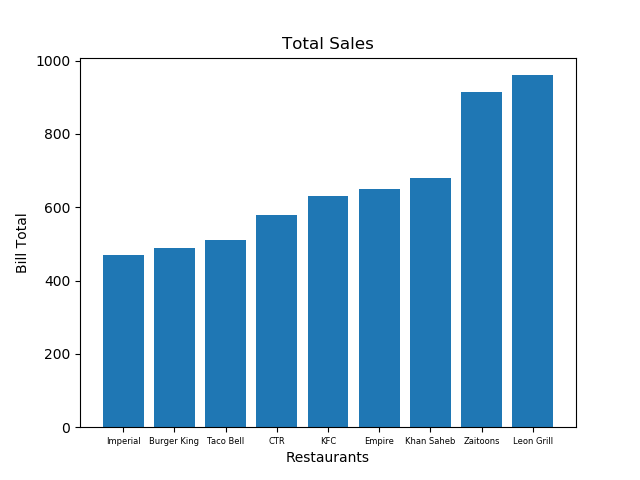 Total Sales
Bill Total
1000
800
600
400
200
0
Imperial Burger King Taco Bell CTR KFC Empire Khan Saheb Zaitoons Leon Grill
Restaurants